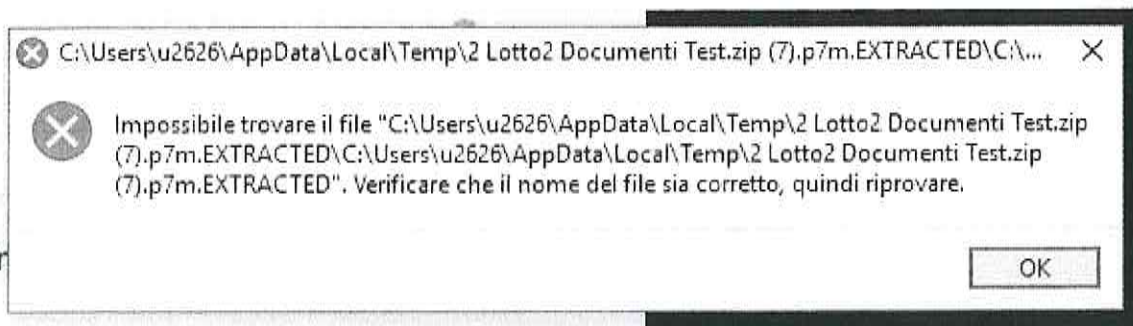 C:\Users\u2626\AppData\Local\Temp\2 Lotto2 Documenti Test.zip (7).p7m.EXTRACTED\C:\...
Impossibile trovare il file "C:\Users\u2626\AppData\Local\Temp\2 Lotto2 Documenti Test.zip
(7).p7m.EXTRACTED\C:\Users\u2626\AppData\Local\Temp\2 Lotto2 Documenti Test.zip
(7).p7m.EXTRACTED". Verificare che il nome del file sia corretto, quindi riprovare.
OK